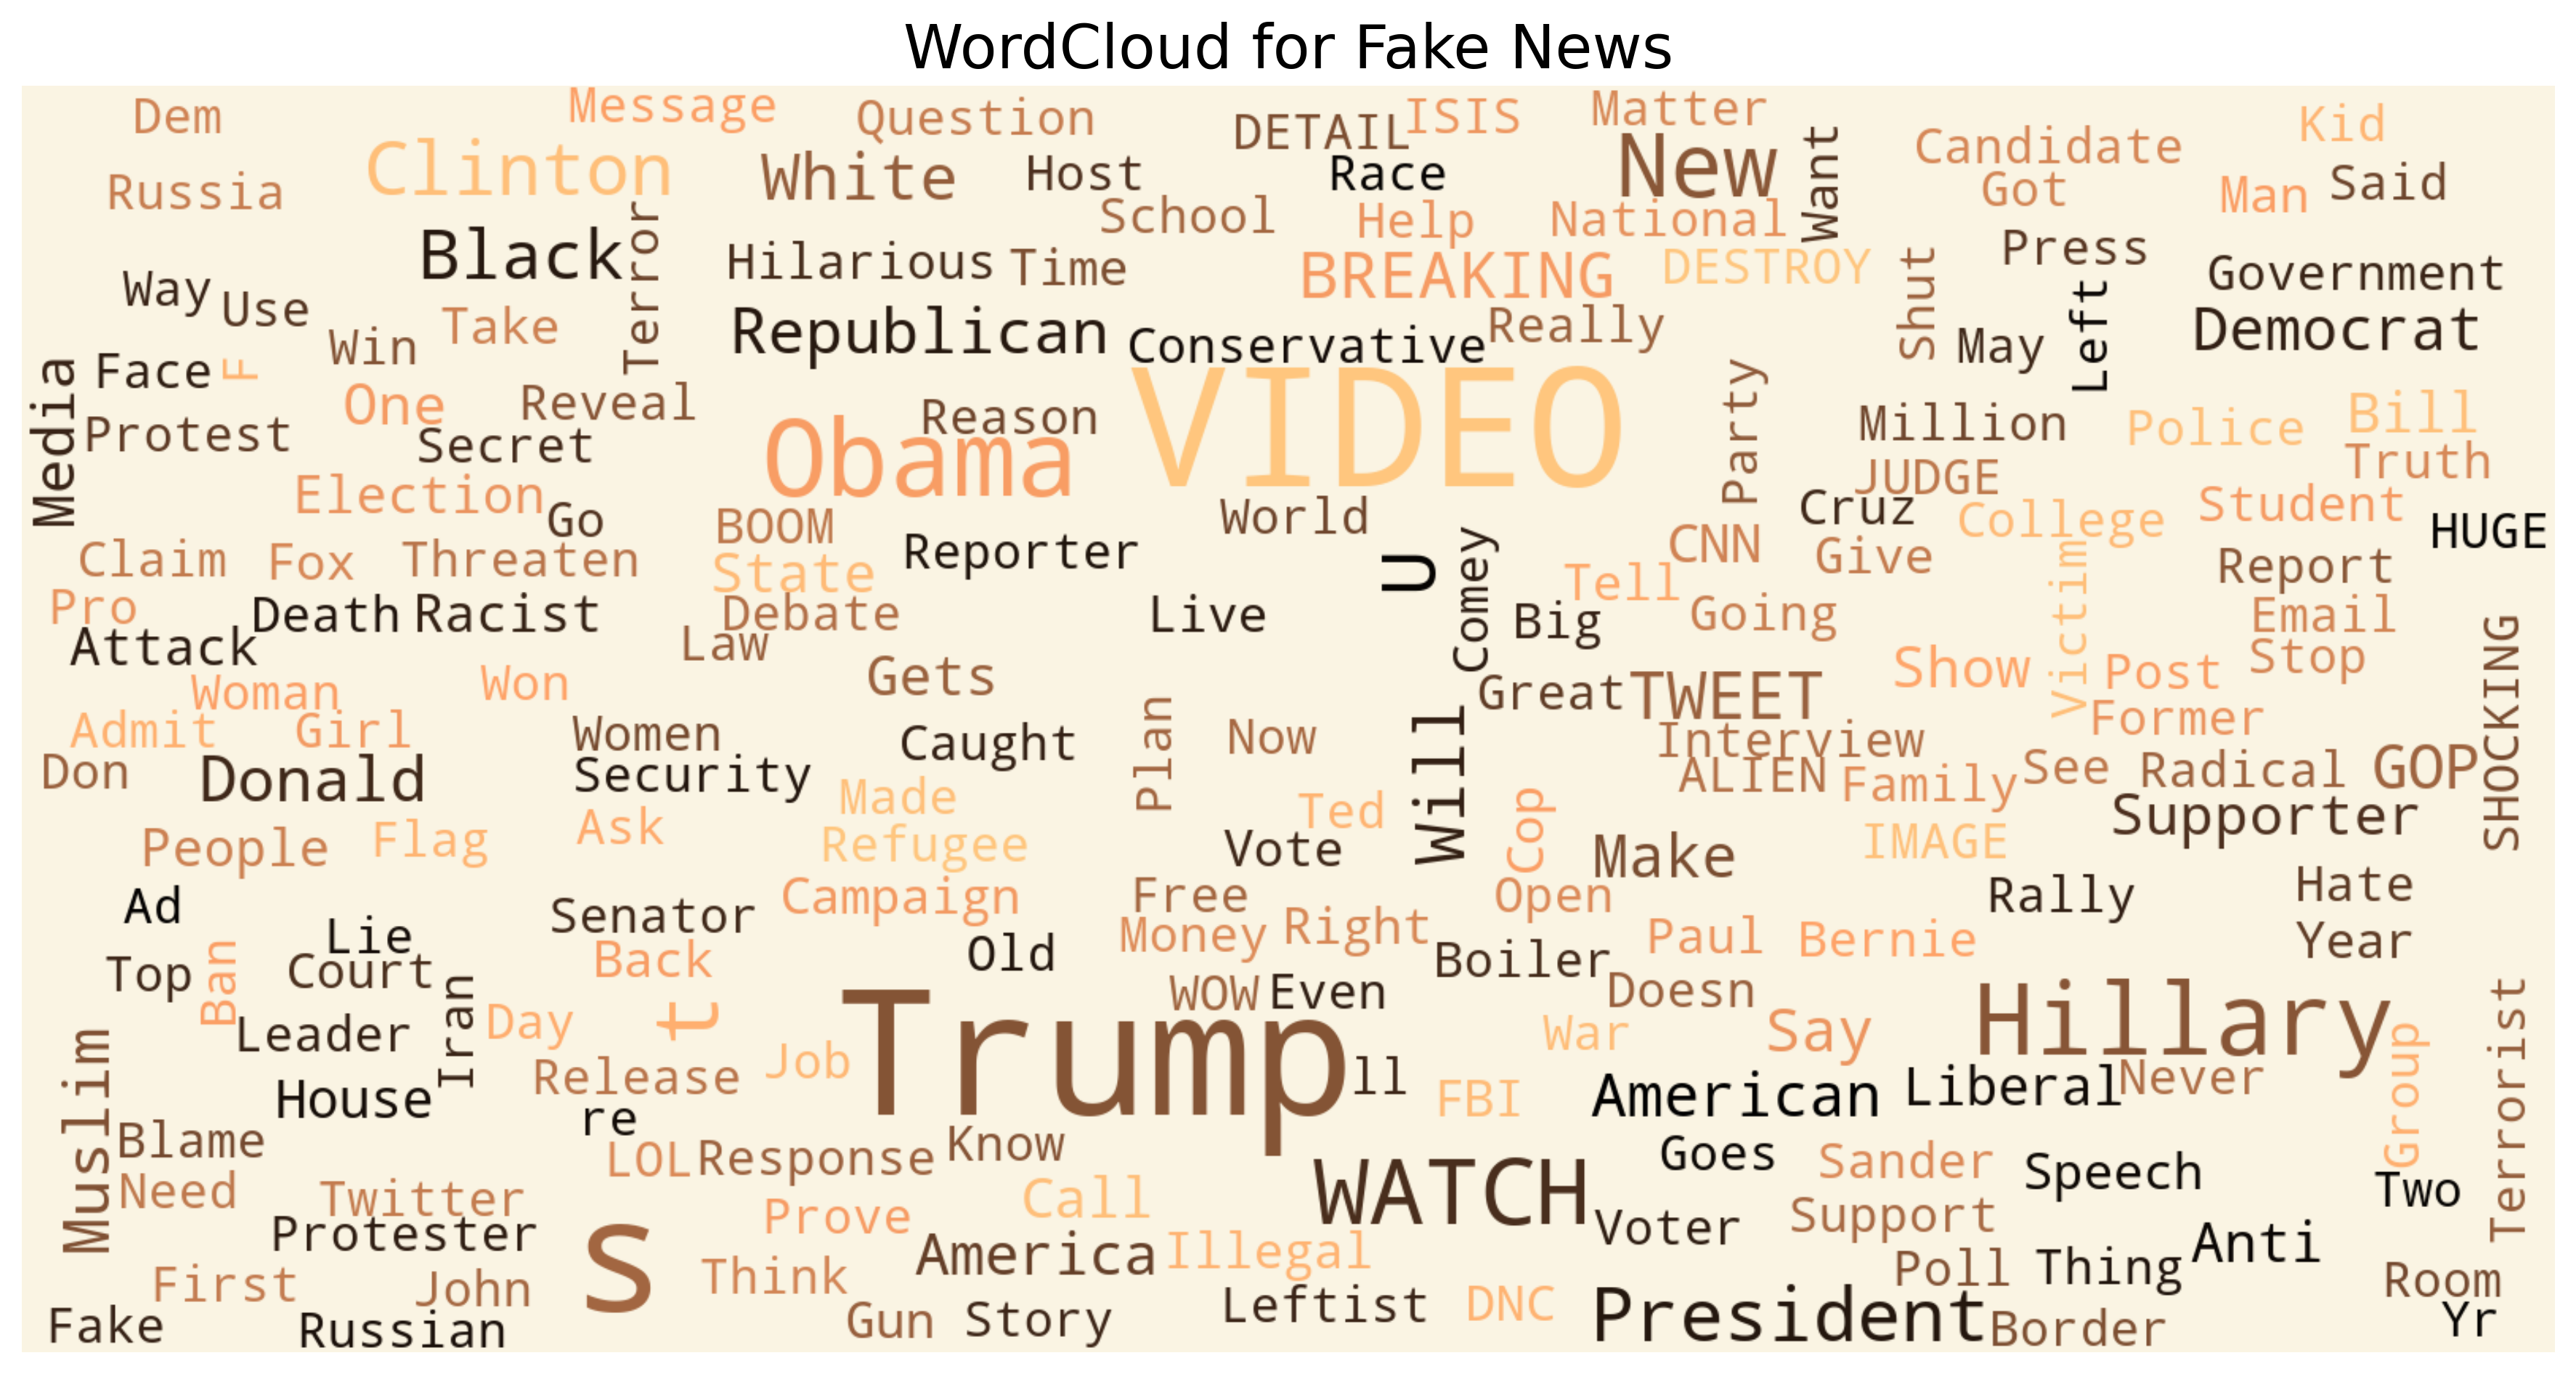 WordCloud for Fake News
Dem
Message
Question
DETAIL
ISIS
Matter
Kid
Clinton
White
Host
Race
New
Want
Candidate
Russia
School
Help
National
Got
Man
Said
Black
Terror
Hilarious
Time
BREAKING
DESTROY
Shut
Press
Government
Way
Use
Win
Take
Republican
Conservative
Really
May
Left
Democrat
Media
Face
F
One
Reveal
Reason
VIDEO
Party
Million
Police
Bill
Protest
Secret
Obama
JUDGE
Truth
Election
Go
BOOM
World
Cruz
College
Student
HUGE
Claim
Fox
Threaten
State
Reporter
U
Comey
CNN
Give
Victim
Report
Pro
Death
Racist
Debate
Live
Big
Tell
Going
Email
Attack
Law
Gets
Show
Post
Stop
SHOCKING
Woman
Won
Great
TWEET
Former
Admit
Girl
Women
Caught
Plan
Now
Will
Interview
Don
Donald
Security
Made
Ted
Cop
ALIEN
Family
See
Radical
GOP
People
Flag
Ask
Refugee
Vote
Make
IMAGE
Supporter
Ad
Senator
Campaign
Free
Open
Rally
Hate
Lie
Back
Old
Money
Right
Boiler
Paul
Bernie
Year
Top
Ban
Court
Iran
WOW
Even
Doesn
Hillary
Terrorist
Muslim
Leader
Day
t
Job
Trump
ll
War
Say
Group
House
Release
re
FBI
American
Liberal
Never
Blame
LOL
Response
Know
Goes
Sander
Speech
Two
Need
Twitter
Prove
Call
WATCH
Voter
Support
Protester
s
Think
America
Illegal
Poll
Thing
Anti
First
John
Gun
Story
Leftist
DNC
President
Border
Room
Fake
Russian
Yr